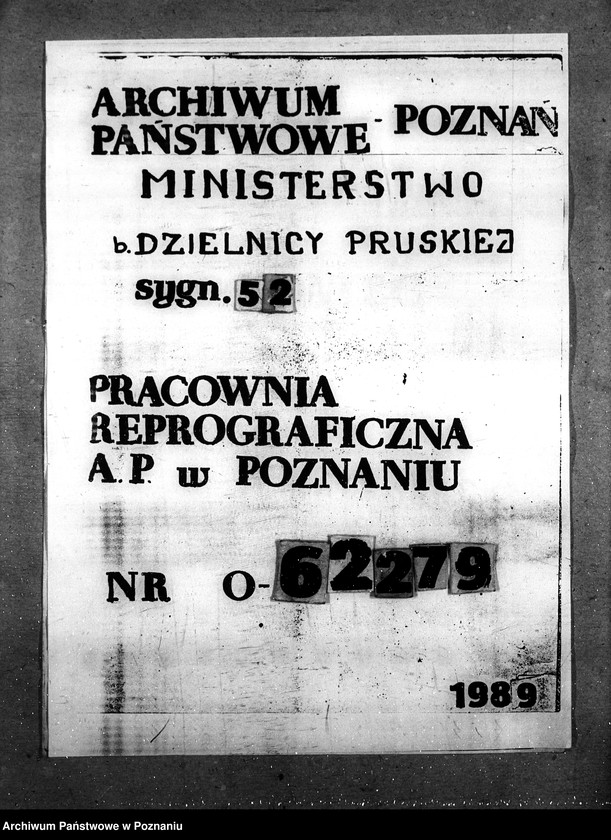 ARCHIWUM
PAŃSTWOWE - POZNAŃ
MINISTERSTWO
b. DZIELNICY PRUSKIEJ
sygn. 52
PRACOWNIA
REPROGRAFICZNA
A. P. w POZNANIU
NR O-62279
1989
Archiwum Państwowe w Poznaniu